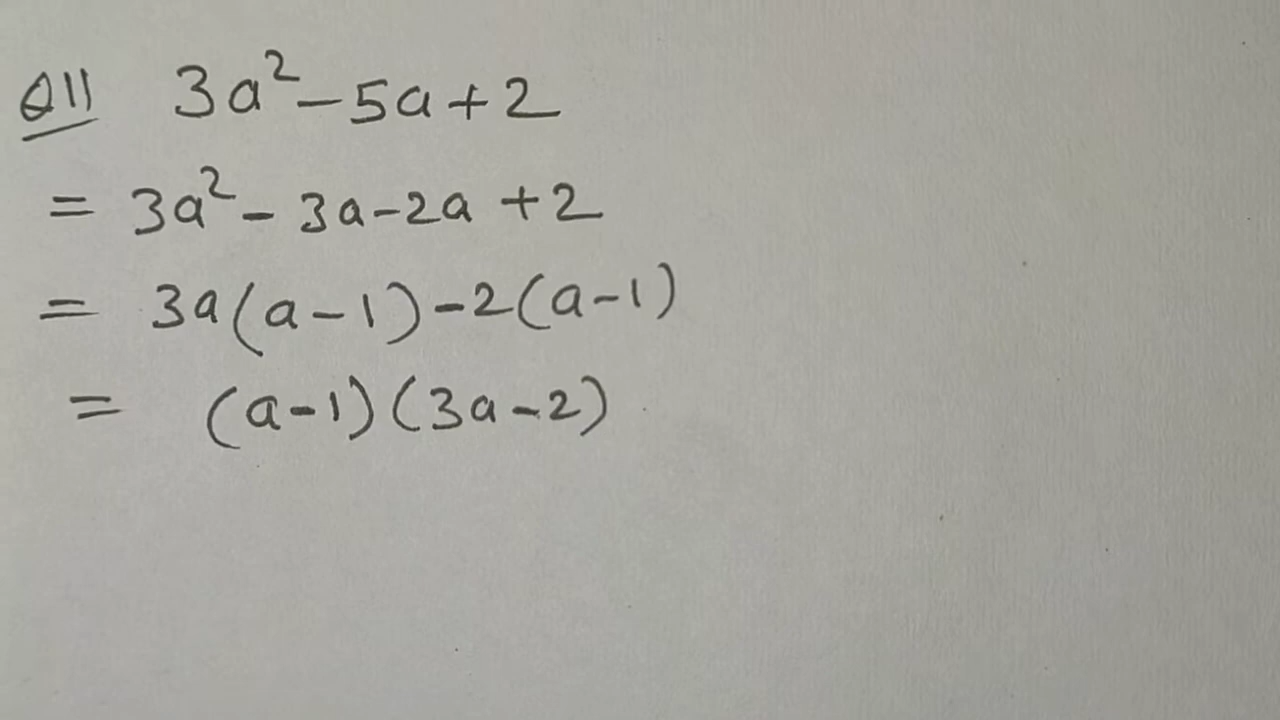 Q11 3a² - 5a + 2
= 3a² - 3a - 2a + 2
= 3a(a - 1) - 2(a - 1)
= (a - 1)(3a - 2)